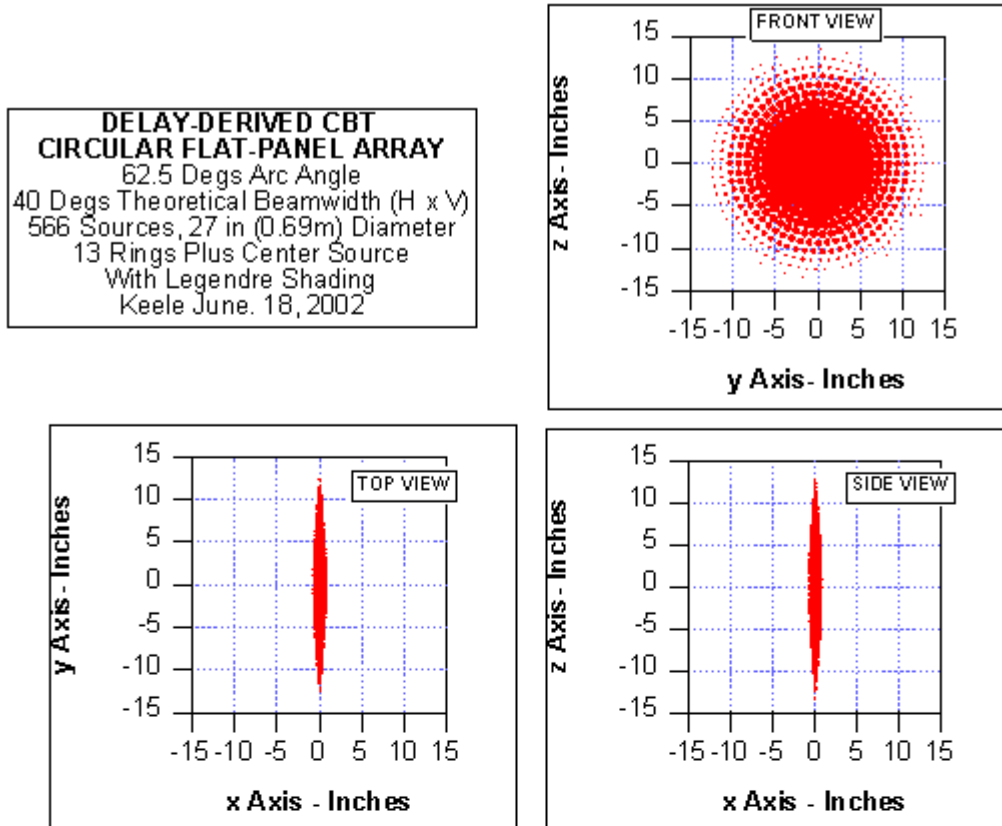 DELAY-DERIVED CBT
CIRCULAR FLAT-PANEL ARRAY
62.5 Degs Arc Angle
40 Degs Theoretical Beamwidth (H x V)
566 Sources, 27 in (0.69m) Diameter
13 Rings Plus Center Source
With Legendre Shading
Keele June. 18, 2002
FRONT VIEW
z Axis - Inches
15
10
5
0
-5
-10
-15
-15 -10 -5 0 5 10 15
y Axis- Inches
TOP VIEW
y Axis - Inches
15
10
5
0
-5
-10
-15
-15 -10 -5 0 5 10 15
x Axis - Inches
SIDE VIEW
z Axis - Inches
15
10
5
0
-5
-10
-15
-15 -10 -5 0 5 10 15
x Axis - Inches